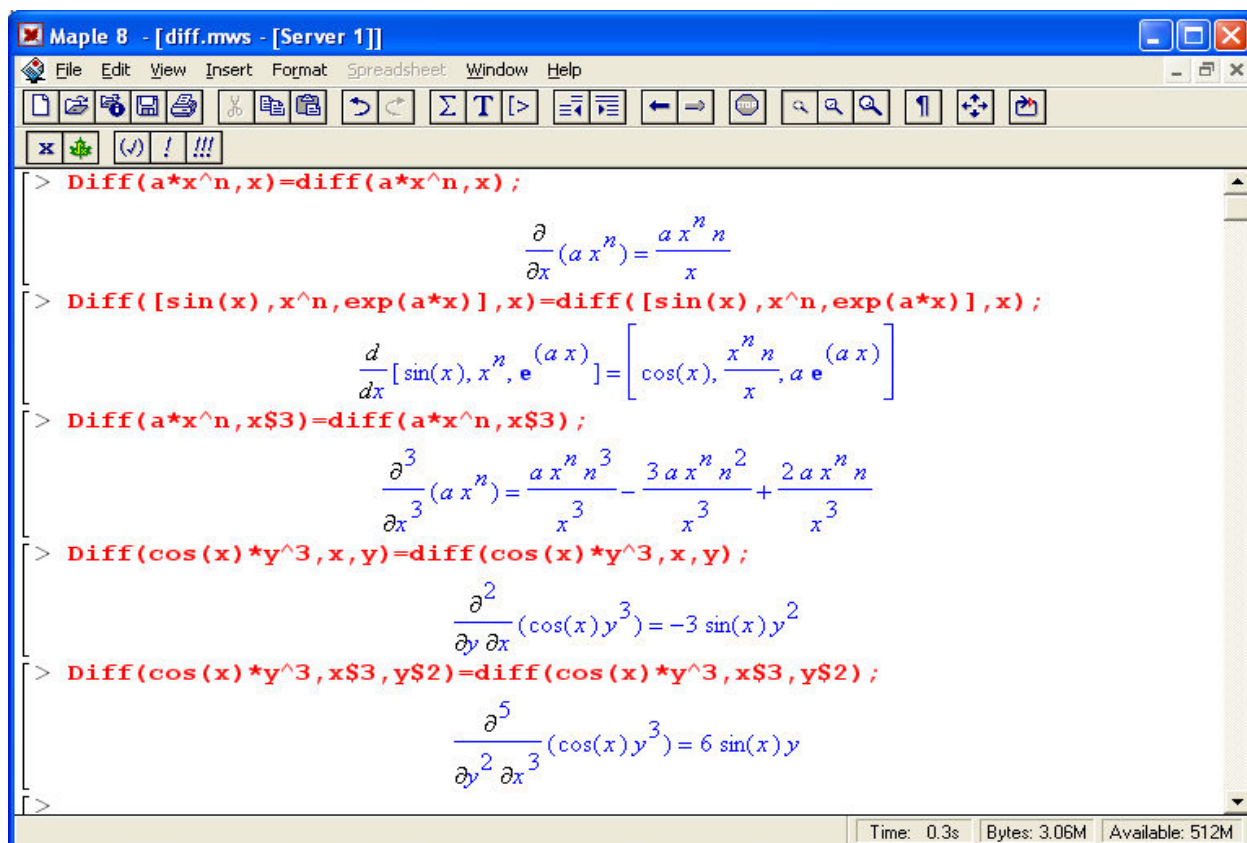 Maple 8 - [diff.mws - [Server 1]]
File Edit View Insert Format Spreadsheet Window Help
Σ T [> STOP ¶
x (√) ! !!!
> Diff(a*x^n,x)=diff(a*x^n,x);
∂/∂x (a x^n) = a x^n n / x
> Diff([sin(x),x^n,exp(a*x)],x)=diff([sin(x),x^n,exp(a*x)],x);
d/dx [sin(x), x^n, e^(a x)] = [cos(x), x^n n / x, a e^(a x)]
> Diff(a*x^n,x$3)=diff(a*x^n,x$3);
∂^3/∂x^3 (a x^n) = a x^n n^3 / x^3 − 3 a x^n n^2 / x^3 + 2 a x^n n / x^3
> Diff(cos(x)*y^3,x,y)=diff(cos(x)*y^3,x,y);
∂^2/∂y ∂x (cos(x) y^3) = −3 sin(x) y^2
> Diff(cos(x)*y^3,x$3,y$2)=diff(cos(x)*y^3,x$3,y$2);
∂^5/∂y^2 ∂x^3 (cos(x) y^3) = 6 sin(x) y
>
Time: 0.3s Bytes: 3.06M Available: 512M